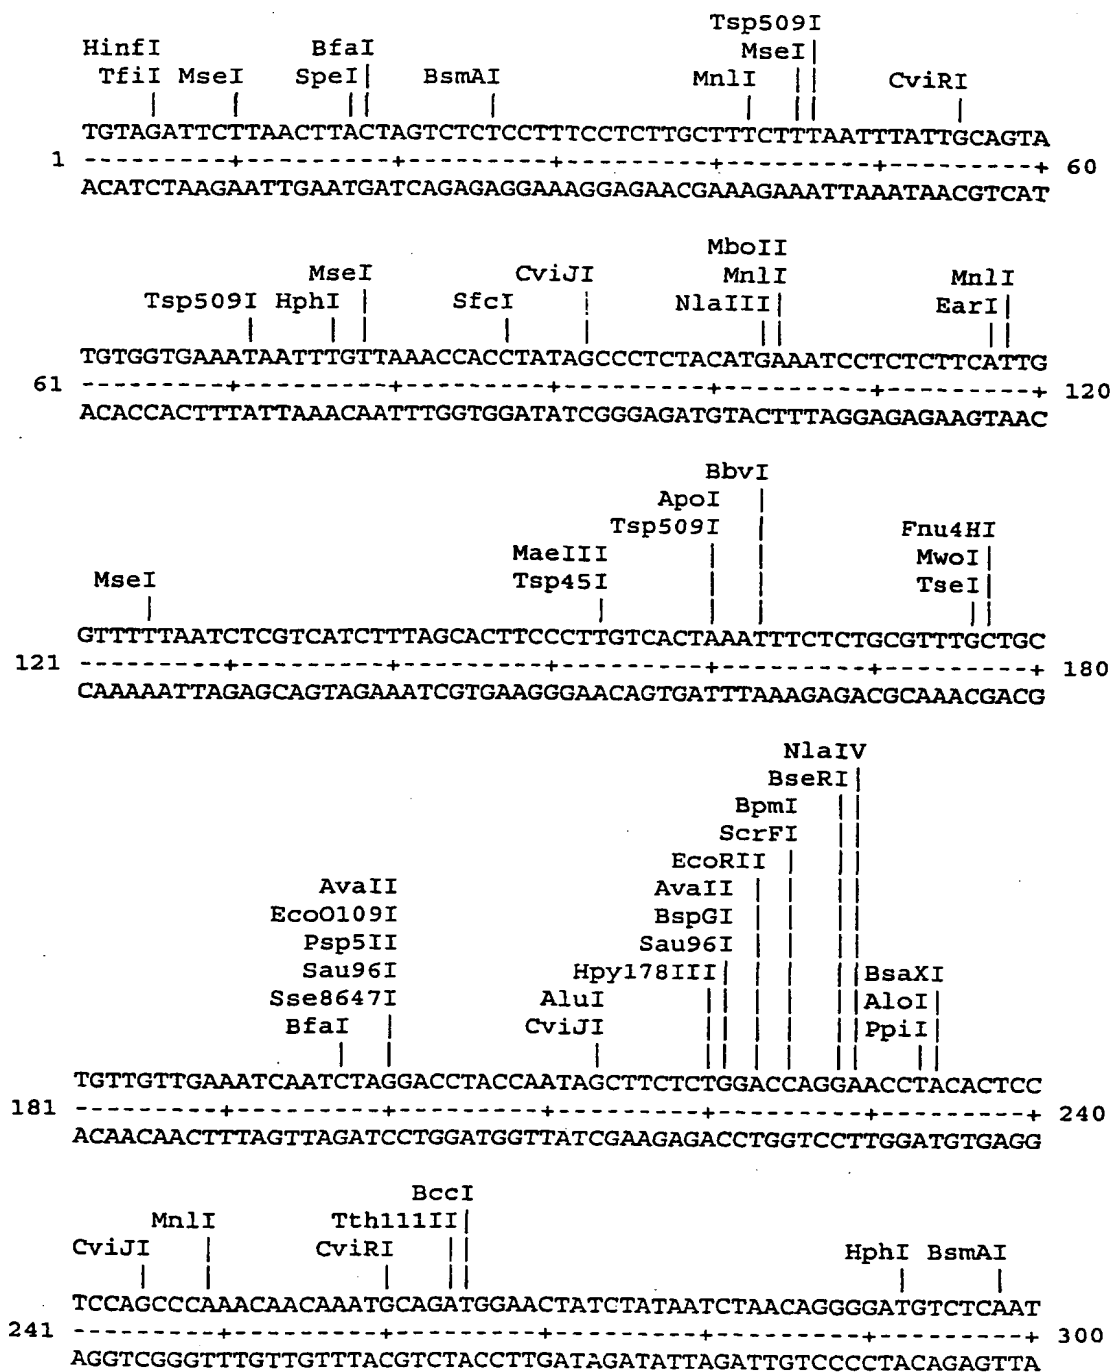 Tsp509I
HinfI BfaI MseI|
TfiI MseI SpeI| BsmAI MnlI CviRI
TGTAGATTCTTAACTTACTAGTCTCTCCTTTCCTCTTGCTTTCTTTAATTTATTGCAGTA
1 ---------+---------+---------+---------+---------+---------+ 60
ACATCTAAGAATTGAATGATCAGAGAGGAAAGGAGAACGAAAGAAATTAAATAACGTCAT
MboII
MseI CviJI MnlI MnlI
Tsp509I HphI SfcI NlaIII EarI
TGTGGTGAAATAATTTGTTAAACCACCTATAGCCCTCTACATGAAATCCTCTCTTCATTG
61 ---------+---------+---------+---------+---------+---------+ 120
ACACCACTTTATTAAACAATTTGGTGGATATCGGGAGATGTACTTTAGGAGAGAAGTAAC
BbvI
ApoI
Tsp509I Fnu4HI
MaeIII MwoI
MseI Tsp45I TseI
GTTTTTAATCTCGTCATCTTTAGCACTTCCCTTGTCACTAAATTTCTCTGCGTTTGCTGC
121 ---------+---------+---------+---------+---------+---------+ 180
CAAAAATTAGAGCAGTAGAAATCGTGAAGGGAACAGTGATTTAAAGAGACGCAAACGACG
NlaIV
BseRI
BpmI
ScrFI
EcoRII
AvaII AvaII
EcoO109I BspGI
Psp5II Sau96I
Sau96I Hpy178III BsaXI
Sse8647I AluI AloI
BfaI CviJI PpiI
TGTTGTTGAAATCAATCTAGGACCTACCAATAGCTTCTCTGGACCAGGAACCTACACTCC
181 ---------+---------+---------+---------+---------+---------+ 240
ACAACAACTTTAGTTAGATCCTGGATGGTTATCGAAGAGACCTGGTCCTTGGATGTGAGG
BccI
MnlI Tth111II
CviJI CviRI HphI BsmAI
TCCAGCCCAAACAACAAATGCAGATGGAACTATCTATAATCTAACAGGGGATGTCTCAAT
241 ---------+---------+---------+---------+---------+---------+ 300
AGGTCGGGTTTGTTGTTTACGTCTACCTTGATAGATATTAGATTGTCCCCTACAGAGTTA